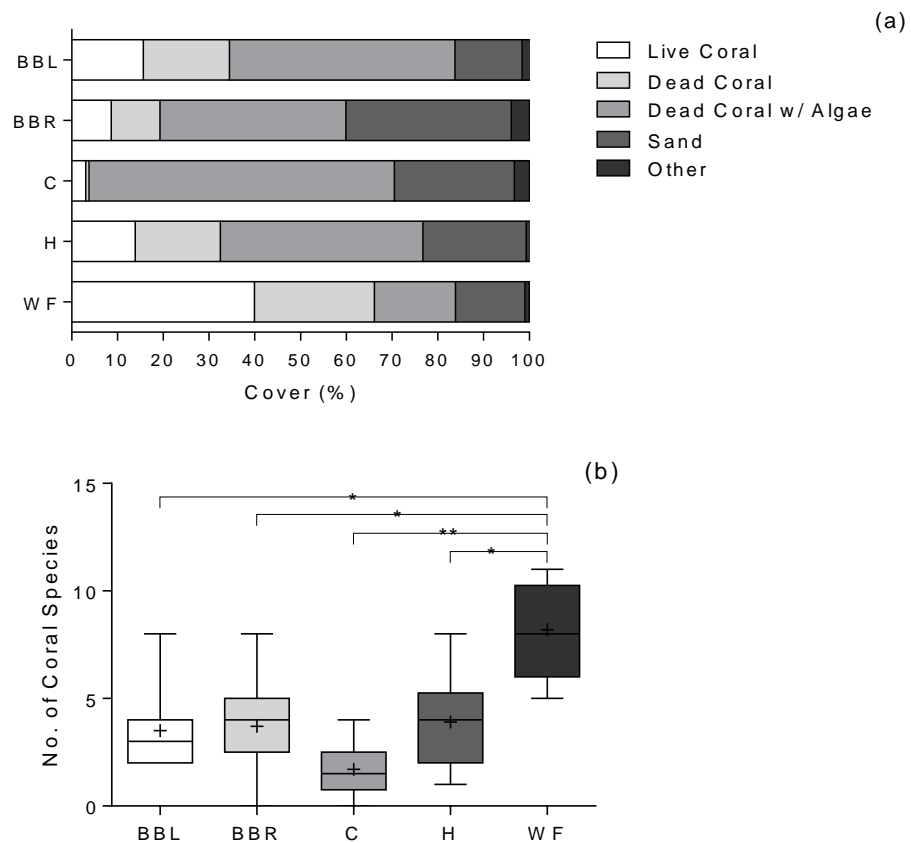 (a)
BBL
BBR
C
H
WF
0 10 20 30 40 50 60 70 80 90 100
Cover (%)
Live Coral
Dead Coral
Dead Coral w/ Algae
Sand
Other
(b)
No. of Coral Species
15
10
5
0
*
*
**
*
BBL BBR C H WF